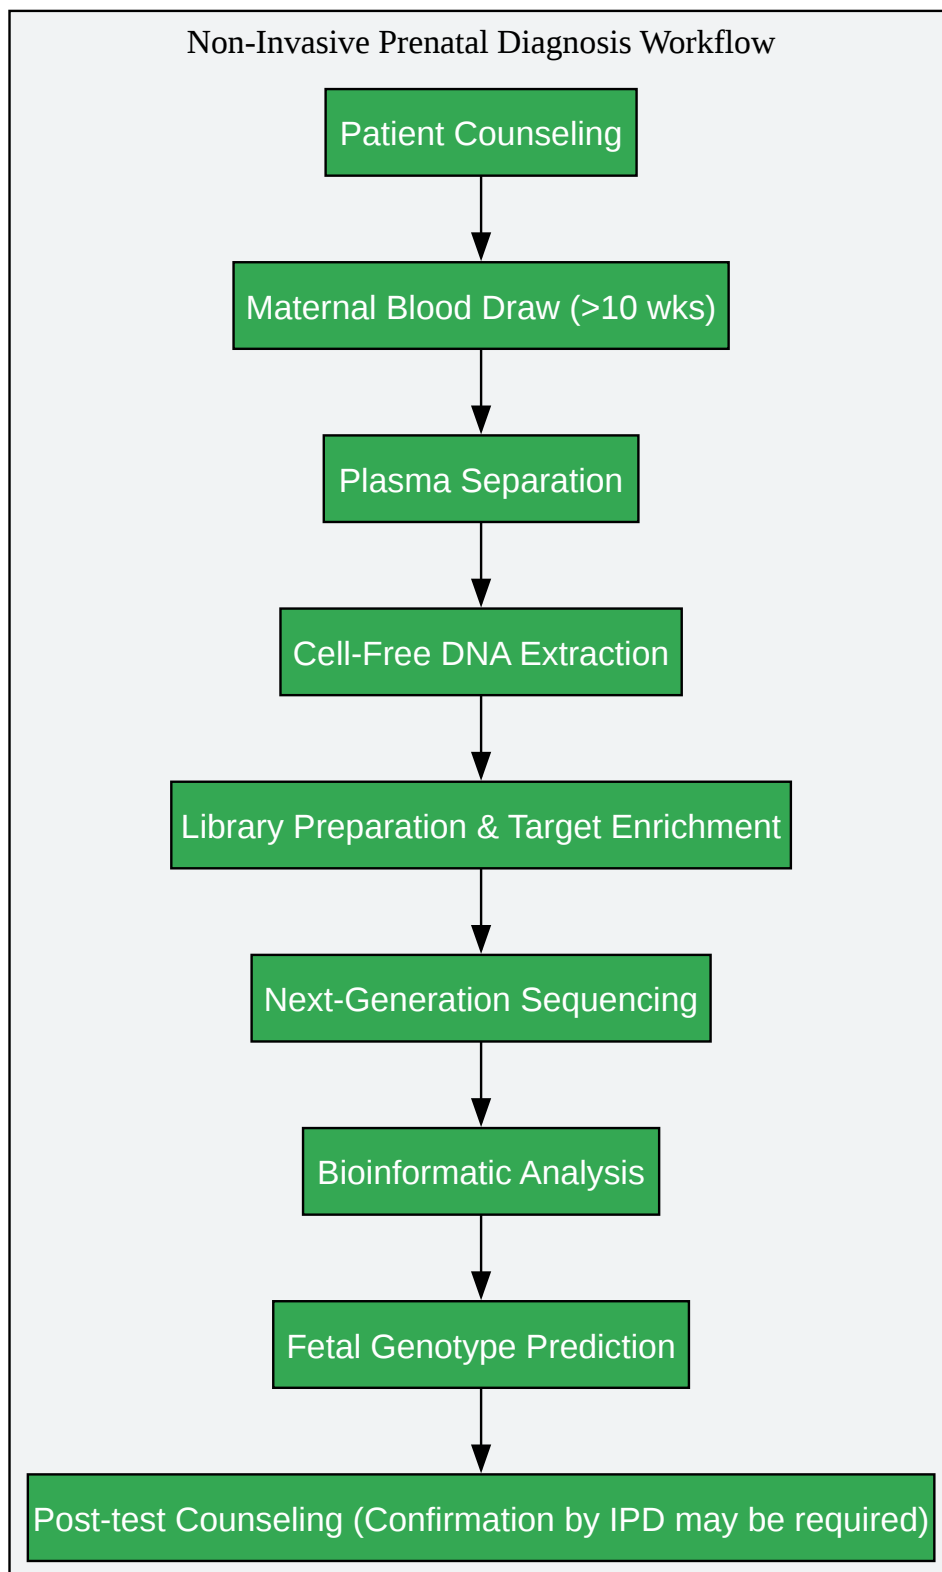 Non-Invasive Prenatal Diagnosis Workflow
Patient Counseling
Maternal Blood Draw (>10 wks)
Plasma Separation
Cell-Free DNA Extraction
Library Preparation & Target Enrichment
Next-Generation Sequencing
Bioinformatic Analysis
Fetal Genotype Prediction
Post-test Counseling (Confirmation by IPD may be required)